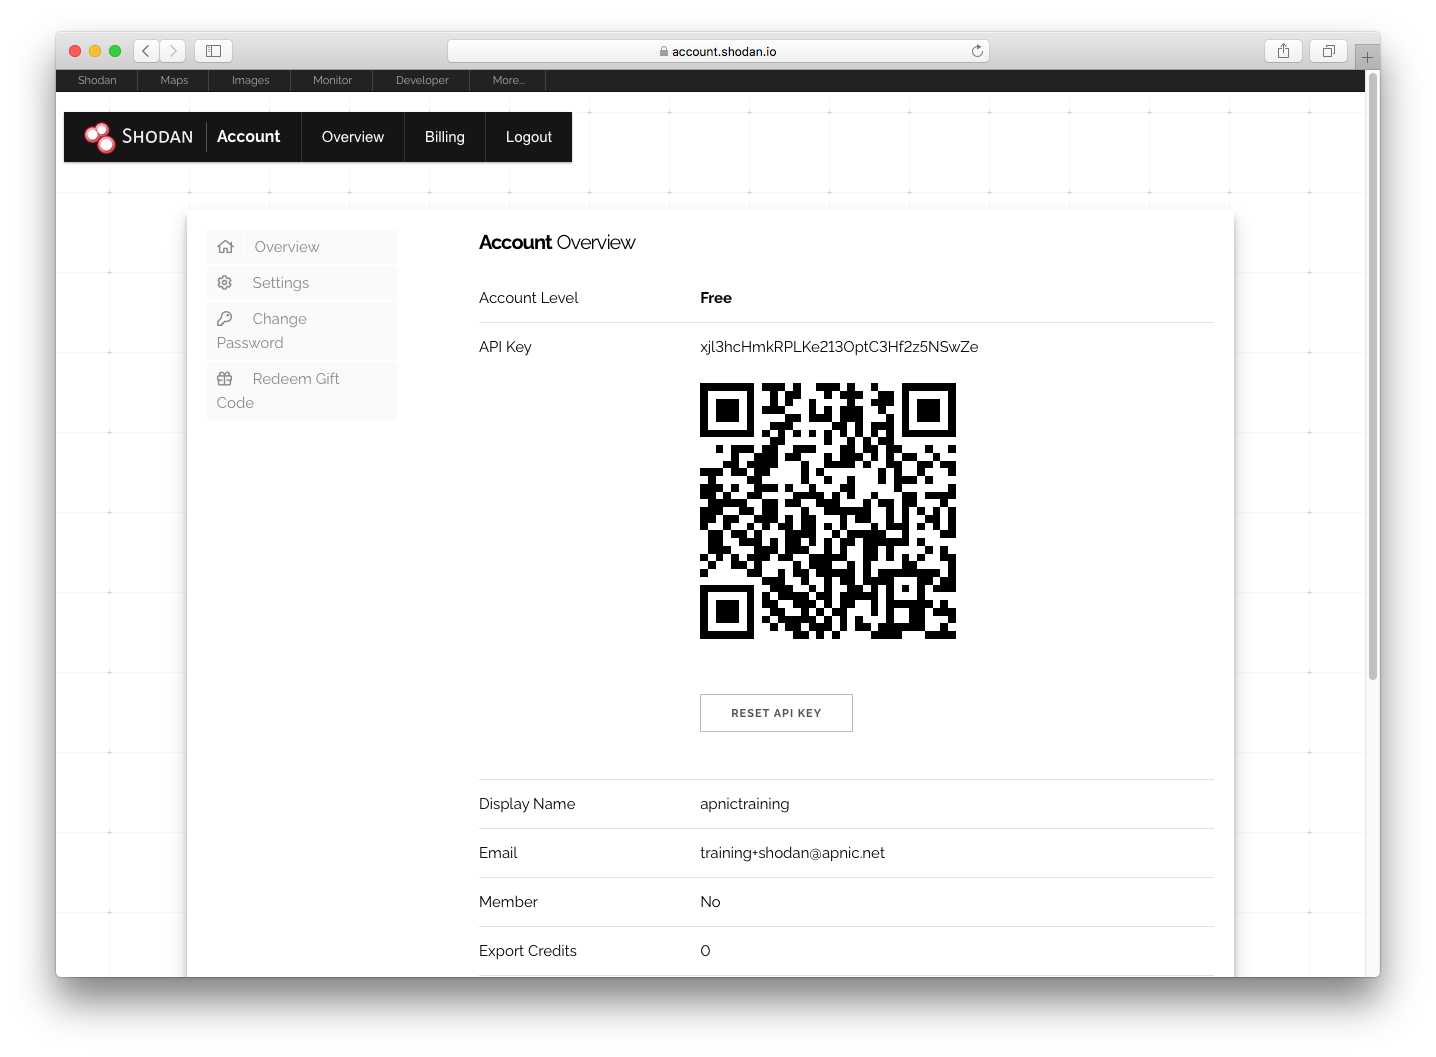 account.shodan.io
Shodan Maps Images Monitor Developer More...
SHODAN Account Overview Billing Logout
Overview
Settings
Change
Password
Redeem Gift
Code
Account Overview
Account Level Free
API Key xjl3hcHmkRPLKe213OptC3Hf2z5NSwZe
RESET API KEY
Display Name apnictraining
Email training+shodan@apnic.net
Member No
Export Credits 0